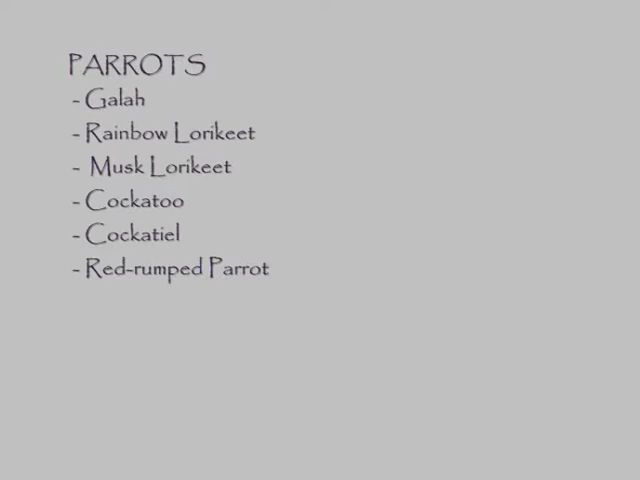 PARROTS
- Galah
- Rainbow Lorikeet
- Musk Lorikeet
- Cockatoo
- Cockatiel
- Red-rumped Parrot